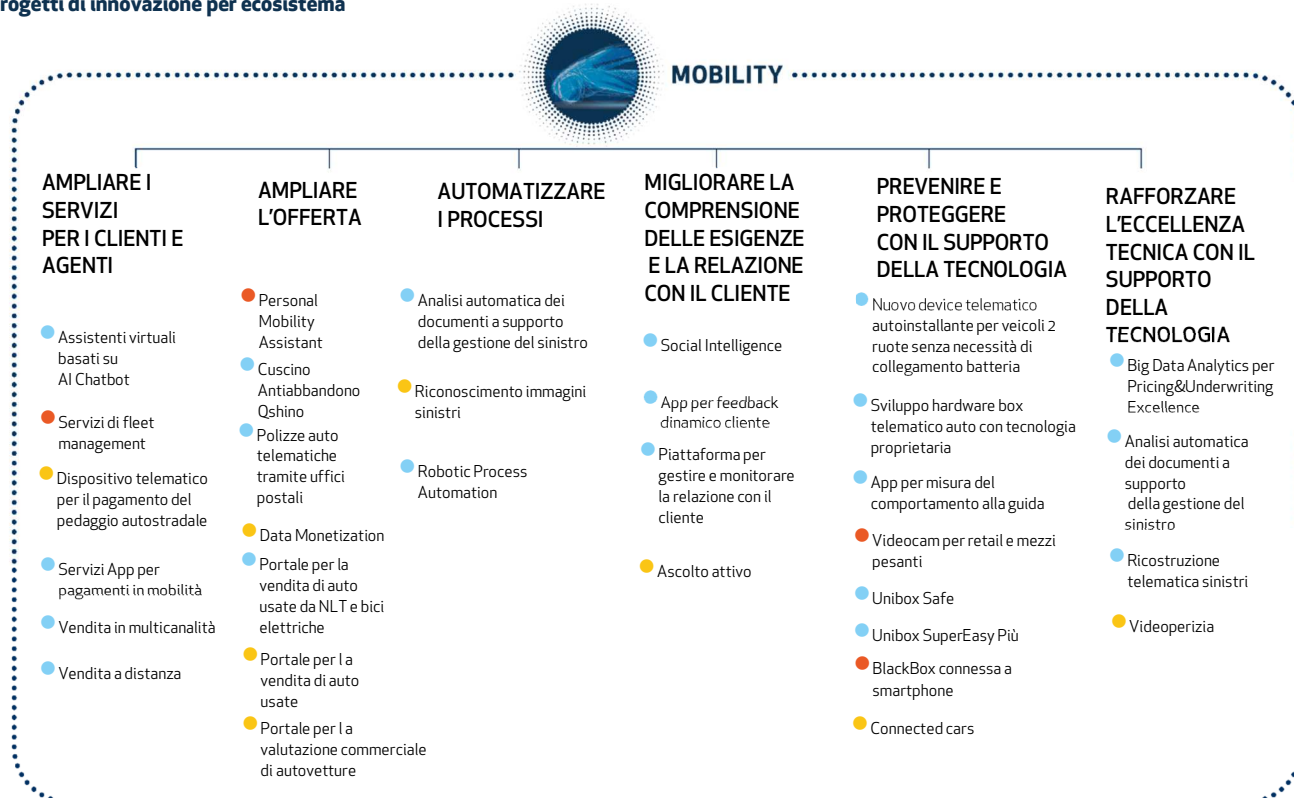 rogetti di innovazione per ecosistema
MOBILITY
AMPLIARE I
SERVIZI
PER I CLIENTI E
AGENTI
Assistenti virtuali
basati su
AI Chatbot
Servizi di fleet
management
Dispositivo telematico
per il pagamento del
pedaggio autostradale
Servizi App per
pagamenti in mobilità
Vendita in multicanalità
Vendita a distanza
AMPLIARE
L'OFFERTA
Personal
Mobility
Assistant
Cuscino
Antiabbandono
Qshino
Polizze auto
telematiche
tramite uffici
postali
Data Monetization
Portale per la
vendita di auto
usate da NLT e bici
elettriche
Portale per l a
vendita di auto
usate
Portale per l a
valutazione commerciale
di autovetture
AUTOMATIZZARE
I PROCESSI
Analisi automatica dei
documenti a supporto
della gestione del sinistro
Riconoscimento immagini
sinistri
Robotic Process
Automation
MIGLIORARE LA
COMPRENSIONE
DELLE ESIGENZE
E LA RELAZIONE
CON IL CLIENTE
Social Intelligence
App per feedback
dinamico cliente
Piattaforma per
gestire e monitorare
la relazione con il
cliente
Ascolto attivo
PREVENIRE E
PROTEGGERE
CON IL SUPPORTO
DELLA TECNOLOGIA
Nuovo device telematico
autoinstallante per veicoli 2
ruote senza necessità di
collegamento batteria
Sviluppo hardware box
telematico auto con tecnologia
proprietaria
App per misura del
comportamento alla guida
Videocam per retail e mezzi
pesanti
Unibox Safe
Unibox SuperEasy Più
BlackBox connessa a
smartphone
Connected cars
RAFFORZARE
L'ECCELLENZA
TECNICA CON IL
SUPPORTO
DELLA
TECNOLOGIA
Big Data Analytics per
Pricing&Underwriting
Excellence
Analisi automatica
dei documenti a
supporto
della gestione del
sinistro
Ricostruzione
telematica sinistri
Videoperizia